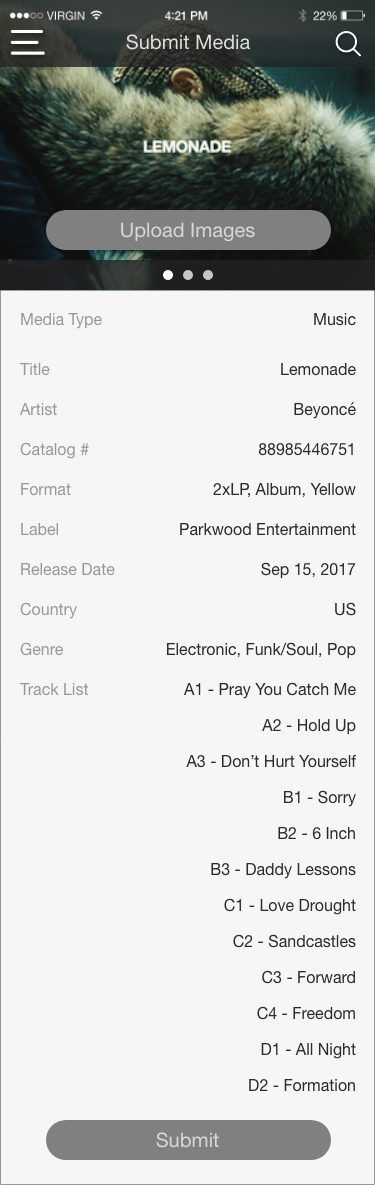 VIRGIN 4:21 PM 22%
Submit Media
LEMONADE
Upload Images
Media Type Music
Title Lemonade
Artist Beyoncé
Catalog # 88985446751
Format 2xLP, Album, Yellow
Label Parkwood Entertainment
Release Date Sep 15, 2017
Country US
Genre Electronic, Funk/Soul, Pop
Track List A1 - Pray You Catch Me
A2 - Hold Up
A3 - Don’t Hurt Yourself
B1 - Sorry
B2 - 6 Inch
B3 - Daddy Lessons
C1 - Love Drought
C2 - Sandcastles
C3 - Forward
C4 - Freedom
D1 - All Night
D2 - Formation
Submit